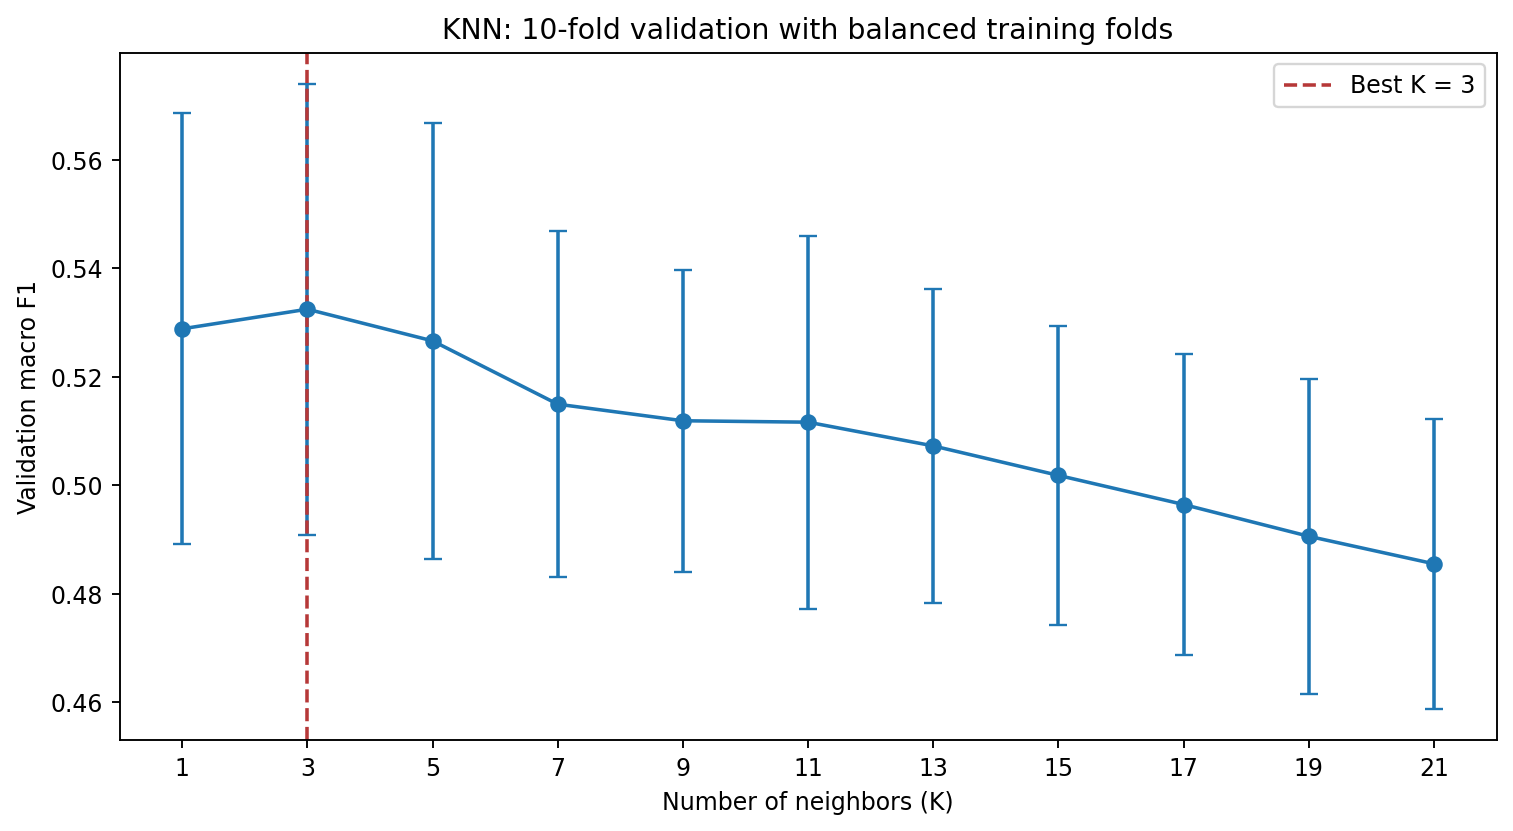 KNN: 10-fold validation with balanced training folds
Best K = 3
Validation macro F1
0.56
0.54
0.52
0.50
0.48
0.46
1 3 5 7 9 11 13 15 17 19 21
Number of neighbors (K)